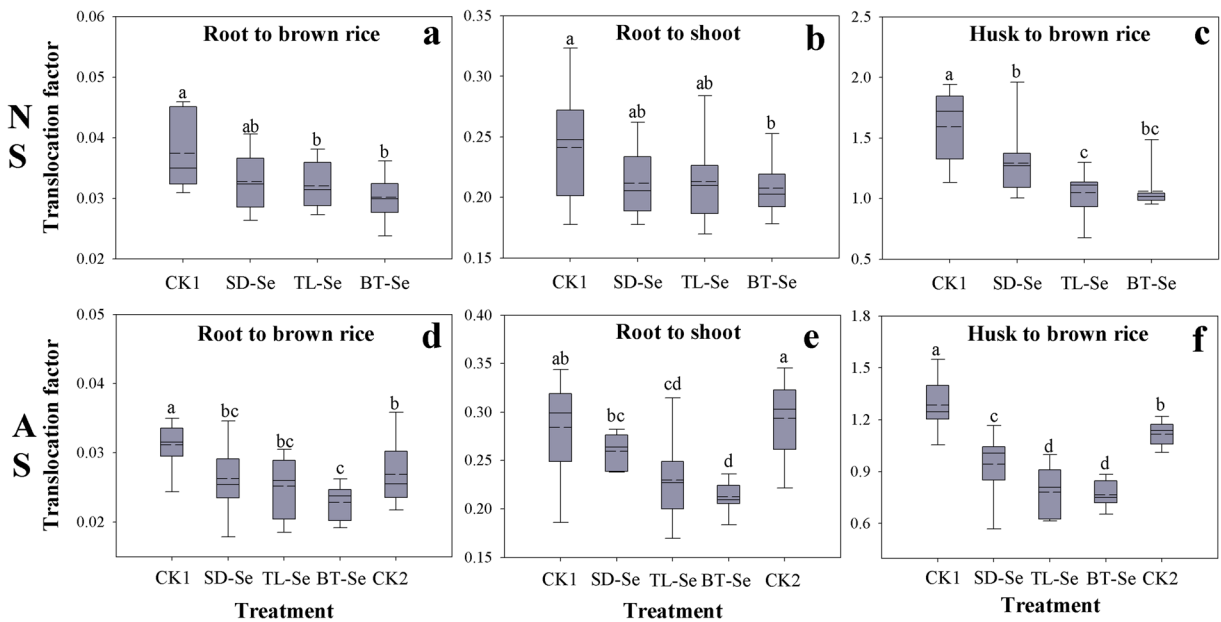 NS
Translocation factor
Root to brown rice
a
0.06
0.05
0.04
0.03
0.02
a
ab
b
b
CK1 SD-Se TL-Se BT-Se
Root to shoot
b
0.35
0.30
0.25
0.20
0.15
a
ab
ab
b
CK1 SD-Se TL-Se BT-Se
Husk to brown rice
c
2.5
2.0
1.5
1.0
0.5
a
b
c
bc
CK1 SD-Se TL-Se BT-Se
AS
Translocation factor
Root to brown rice
d
0.05
0.04
0.03
0.02
a
bc
bc
c
b
CK1 SD-Se TL-Se BT-Se CK2
Treatment
Root to shoot
e
0.40
0.35
0.30
0.25
0.20
0.15
ab
bc
cd
d
a
CK1 SD-Se TL-Se BT-Se CK2
Treatment
Husk to brown rice
f
1.8
1.5
1.2
0.9
0.6
a
c
d
d
b
CK1 SD-Se TL-Se BT-Se CK2
Treatment